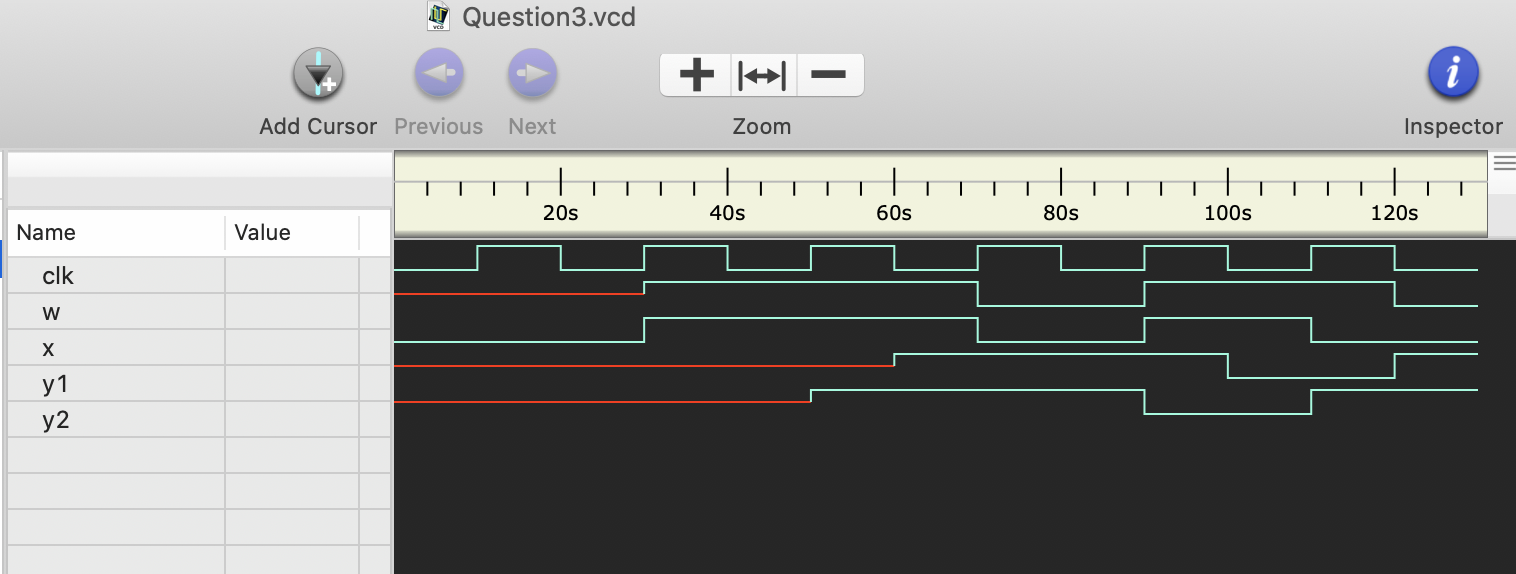 VCD
Question3.vcd
Add Cursor
Previous
Next
Zoom
Inspector
20s 40s 60s 80s 100s 120s
Name Value
clk
w
x
y1
y2